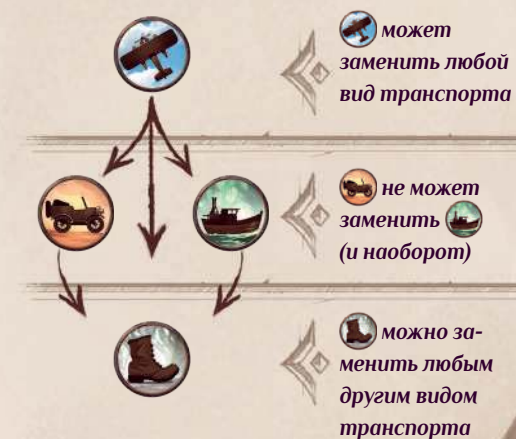 может
заменить любой
вид транспорта
не может
заменить
(и наоборот)
можно за-
менить любым
другим видом
транспорта